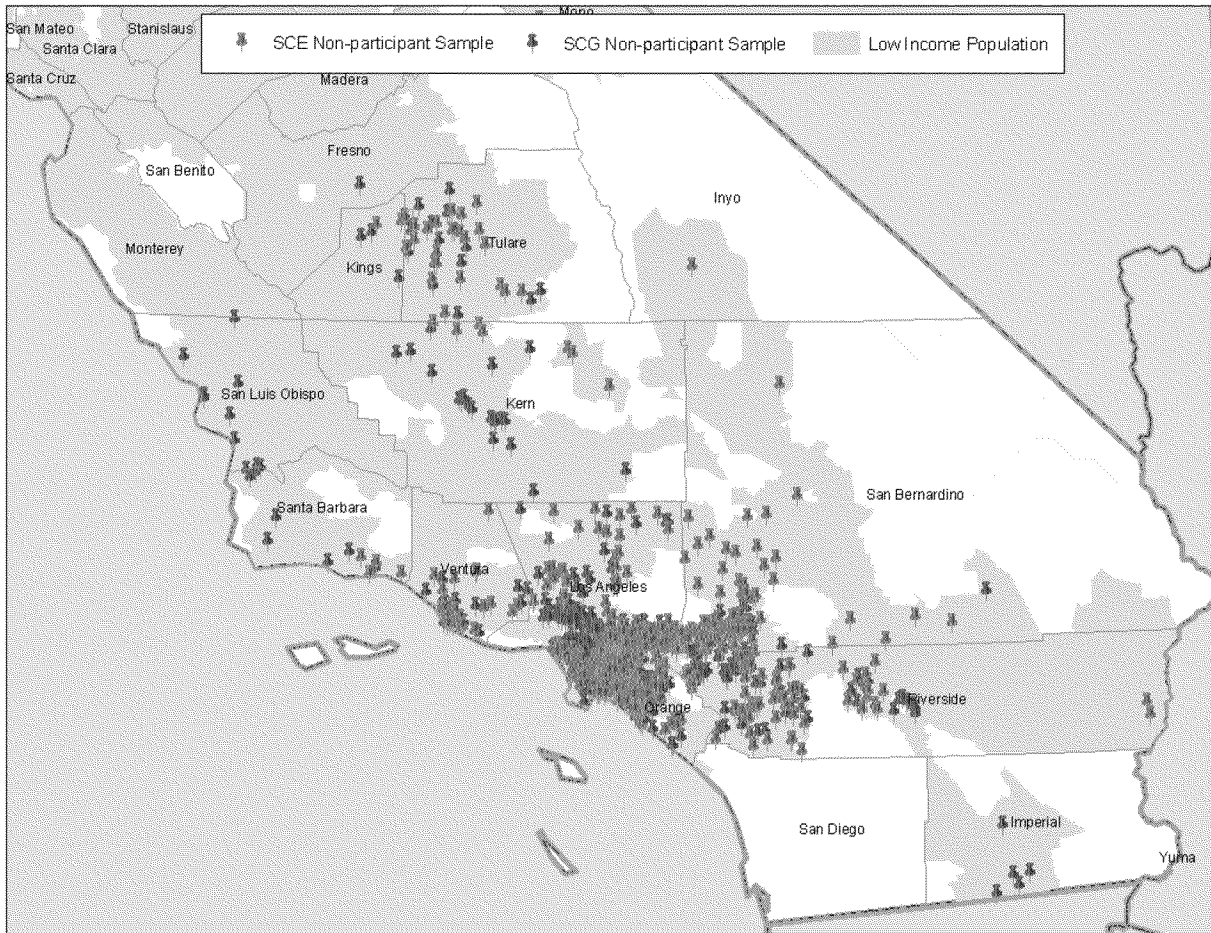 Mono
San Mateo
Stanislaus
Santa Clara
SCE Non-participant Sample
SCG Non-participant Sample
Low Income Population
Santa Cruz
Madera
Fresno
San Benito
Inyo
Monterey
Tulare
Kings
San Luis Obispo
Kern
San Bernardino
Santa Barbara
Ventura
Los Angeles
Orange
Riverside
San Diego
Imperial
Yuma